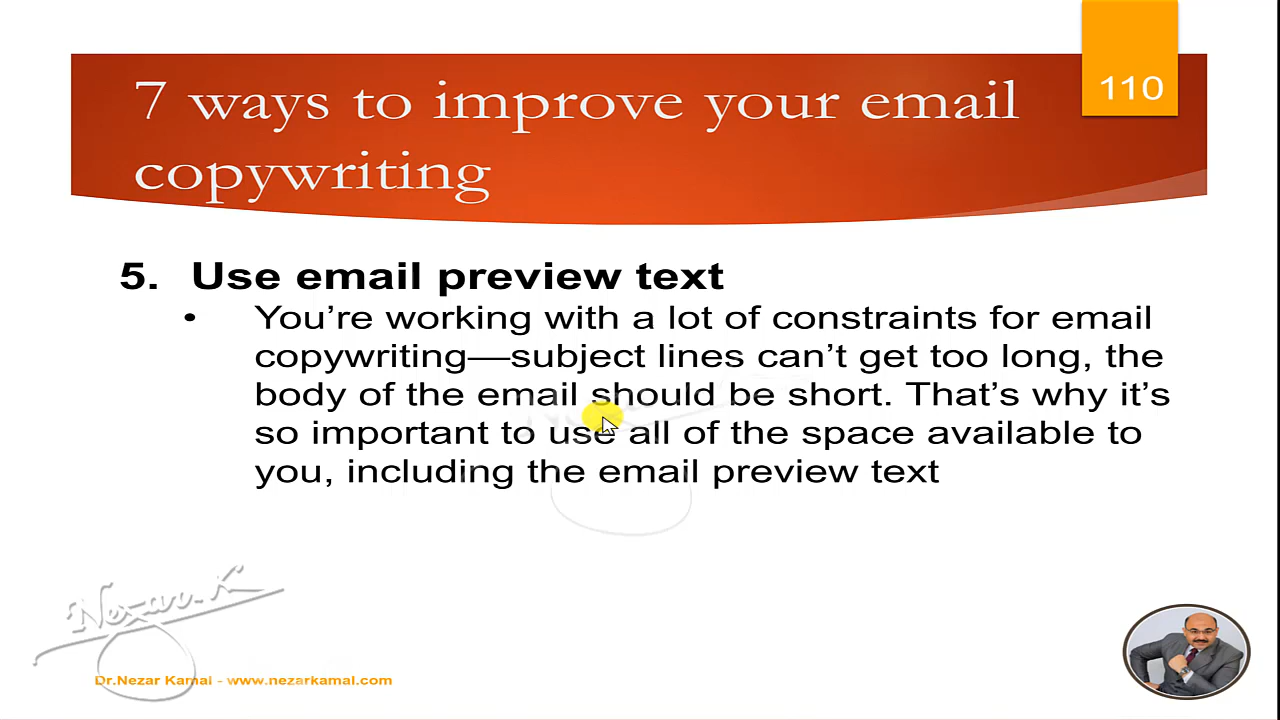 110
7 ways to improve your email
copywriting
5. Use email preview text
• You’re working with a lot of constraints for email
copywriting—subject lines can’t get too long, the
body of the email should be short. That’s why it’s
so important to use all of the space available to
you, including the email preview text
Nezar.K
Dr.Nezar Kamal - www.nezarkamal.com